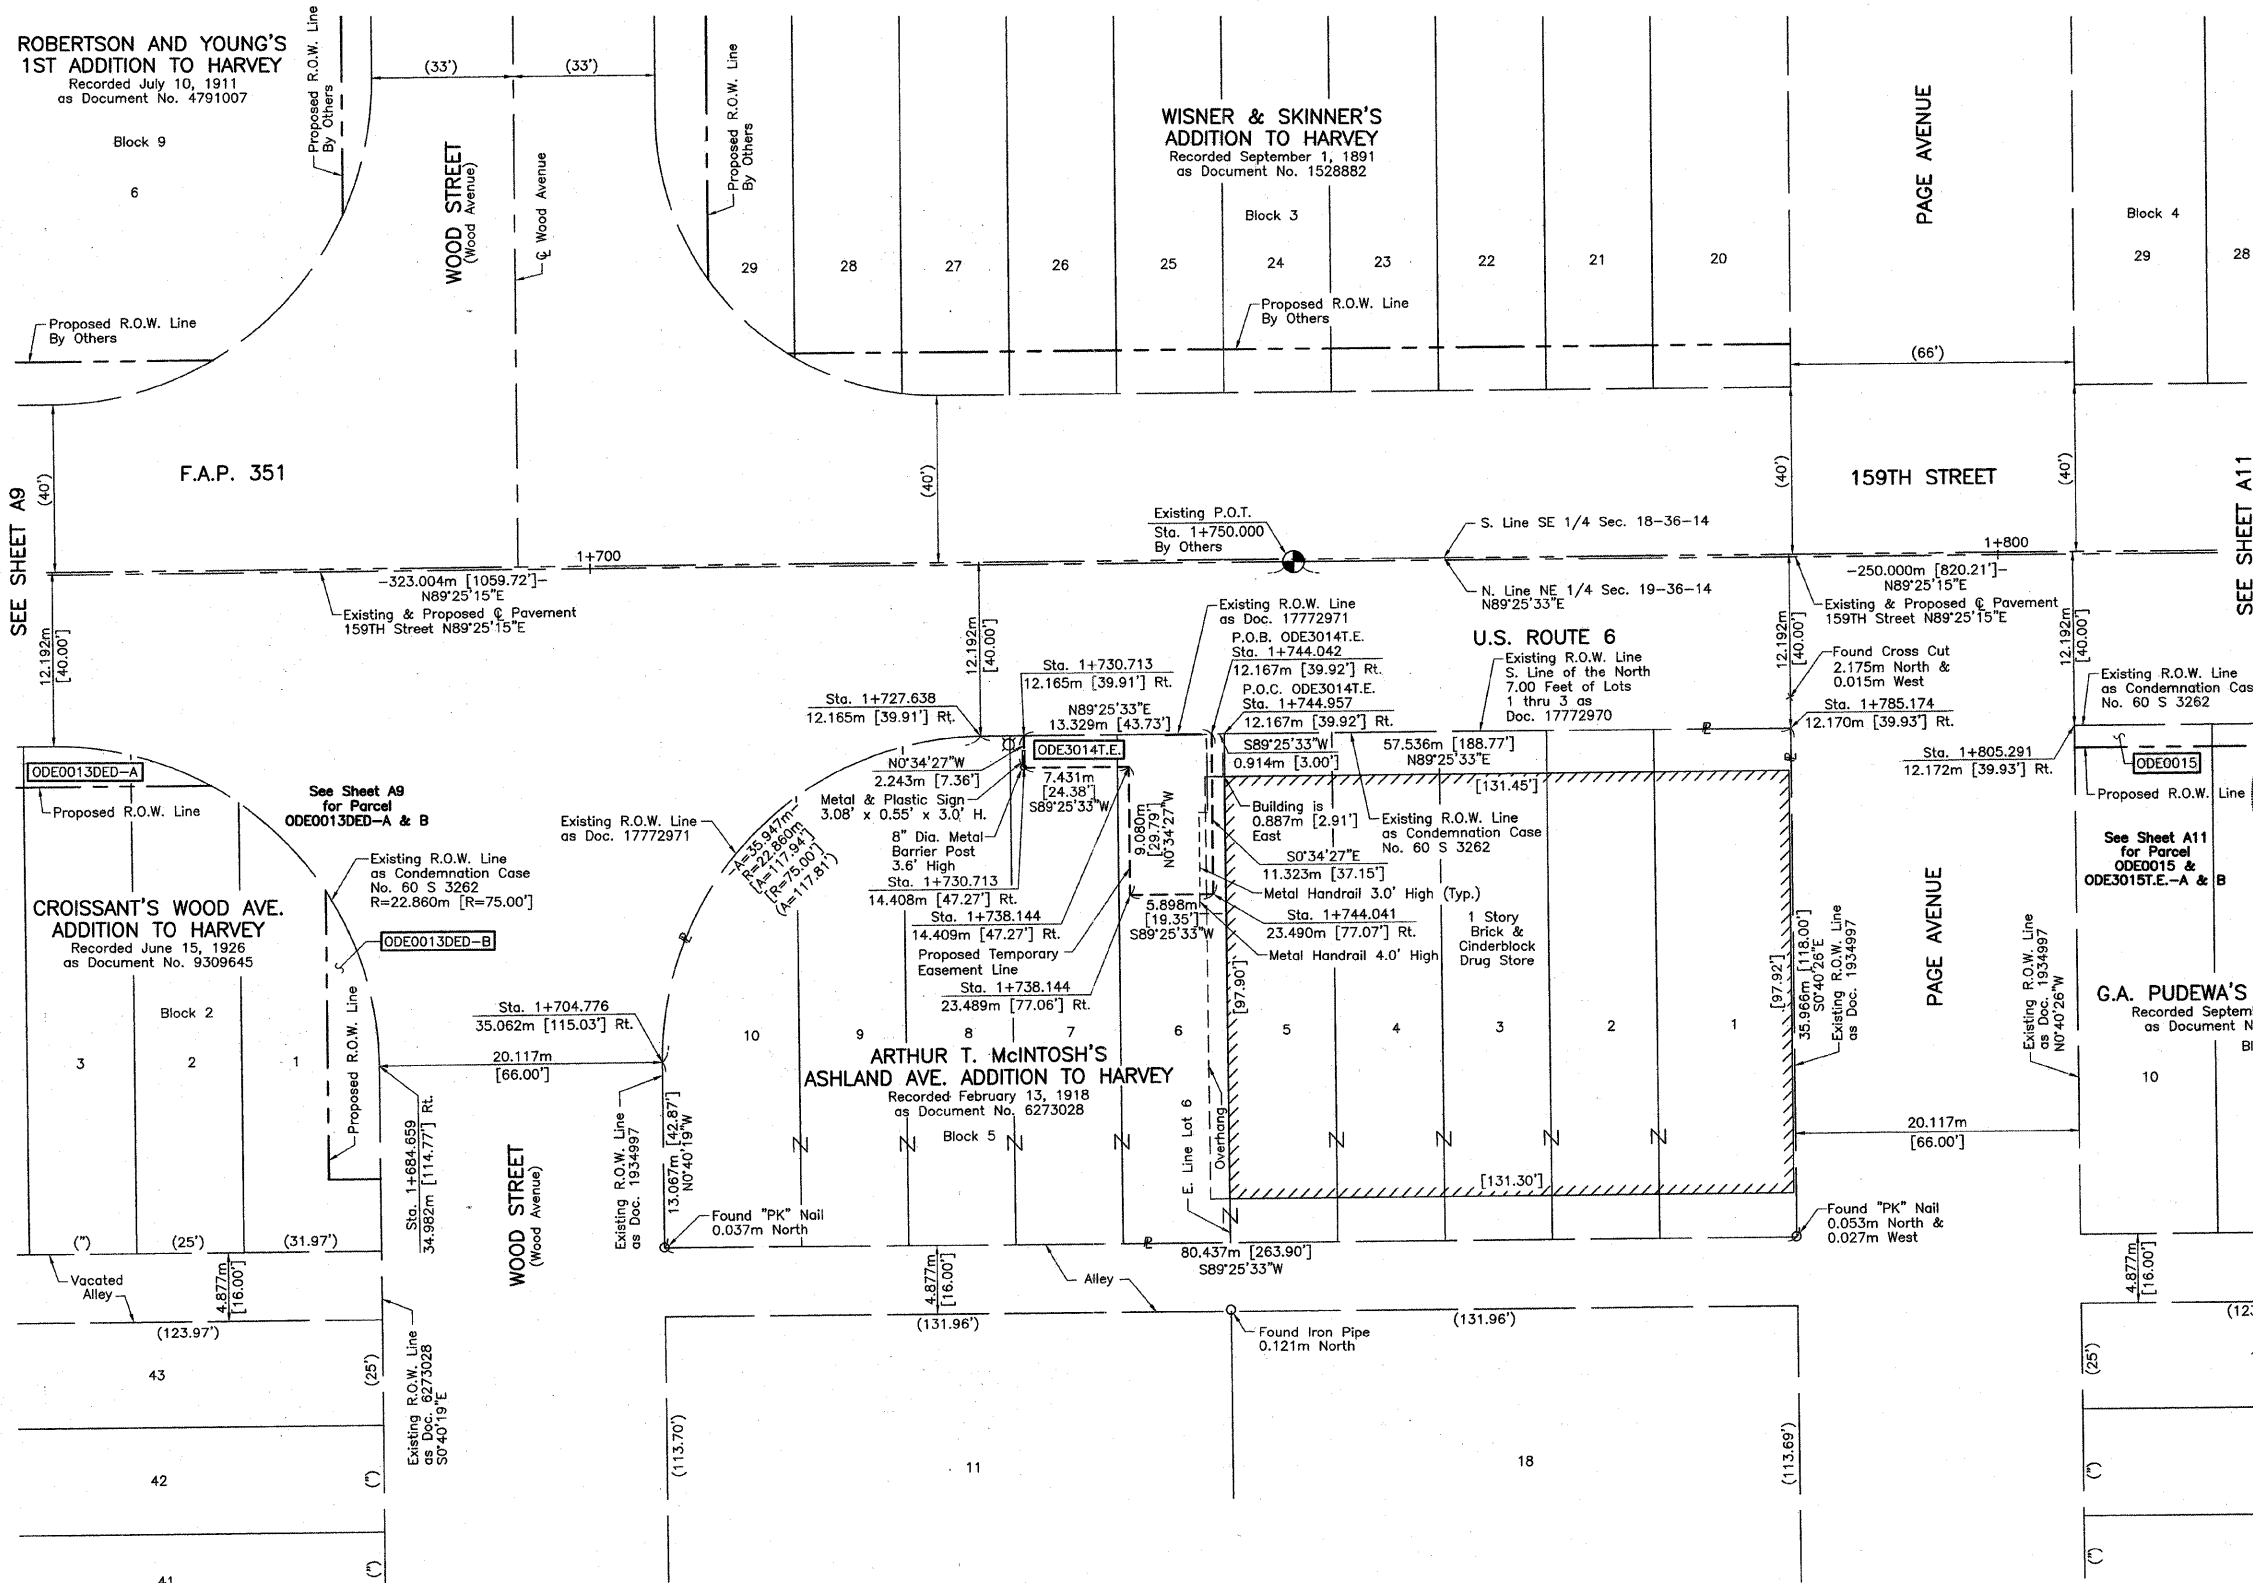 ROBERTSON AND YOUNG'S
1ST ADDITION TO HARVEY
Recorded July 10, 1911
as Document No. 4791007
Block 9
6
Proposed R.O.W. Line
By Others
(33')
(33')
WOOD STREET
(Wood Avenue)
℄ Wood Avenue
Proposed R.O.W. Line
By Others
WISNER & SKINNER'S
ADDITION TO HARVEY
Recorded September 1, 1891
as Document No. 1528882
Block 3
29
28
27
26
25
24
23
22
21
20
PAGE AVENUE
Block 4
29
28
Proposed R.O.W. Line
By Others
Proposed R.O.W. Line
By Others
(66')
SEE SHEET A9
(40')
F.A.P. 351
(40')
(40')
159TH STREET
(40')
SEE SHEET A11
Existing P.O.T.
Sta. 1+750.000
By Others
S. Line SE 1/4 Sec. 18-36-14
1+700
1+800
-323.004m [1059.72']-
N89°25'15"E
Existing & Proposed ℄ Pavement
159TH Street N89°25'15"E
N. Line NE 1/4 Sec. 19-36-14
N89°25'33"E
-250.000m [820.21']-
N89°25'15"E
Existing & Proposed ℄ Pavement
159TH Street N89°25'15"E
12.192m
[40.00']
12.192m
[40.00']
12.192m
[40.00']
12.192m
[40.00']
Existing R.O.W. Line
as Doc. 17772971
P.O.B. ODE3014T.E.
Sta. 1+744.042
12.167m [39.92'] Rt.
P.O.C. ODE3014T.E.
Sta. 1+744.957
12.167m [39.92'] Rt.
U.S. ROUTE 6
Existing R.O.W. Line
S. Line of the North
7.00 Feet of Lots
1 thru 3 as
Doc. 17772970
Found Cross Cut
2.175m North &
0.015m West
Sta. 1+785.174
12.170m [39.93'] Rt.
Existing R.O.W. Line
as Condemnation Cas
No. 60 S 3262
Sta. 1+730.713
12.165m [39.91'] Rt.
Sta. 1+727.638
12.165m [39.91'] Rt.
N89°25'33"E
13.329m [43.73']
ODE3014T.E.
S89°25'33"W
0.914m [3.00']
57.536m [188.77']
N89°25'33"E
℄
Sta. 1+805.291
12.172m [39.93'] Rt.
ODE0015
Proposed R.O.W. Line
ODE0013DED-A
Proposed R.O.W. Line
See Sheet A9
for Parcel
ODE0013DED-A & B
Existing R.O.W. Line
as Doc. 17772971
A=35.947m
R=22.860m
[A=117.94']
[R=75.00']
(A=117.81')
N0°34'27"W
2.243m [7.36']
Metal & Plastic Sign
3.08' x 0.55' x 3.0' H.
8" Dia. Metal
Barrier Post
3.6' High
Sta. 1+730.713
14.408m [47.27'] Rt.
7.431m
[24.38']
S89°25'33"W
9.080m
[29.79']
N0°34'27"W
[131.45']
Building is
0.887m [2.91']
East
Existing R.O.W. Line
as Condemnation Case
No. 60 S 3262
S0°34'27"E
11.323m [37.15']
Metal Handrail 3.0' High (Typ.)
5.898m
[19.35']
S89°25'33"W
Sta. 1+744.041
23.490m [77.07'] Rt.
Metal Handrail 4.0' High
Sta. 1+738.144
14.409m [47.27'] Rt.
Proposed Temporary
Easement Line
Sta. 1+738.144
23.489m [77.06'] Rt.
1 Story
Brick &
Cinderblock
Drug Store
See Sheet A11
for Parcel
ODE0015 &
ODE3015T.E.-A & B
Existing R.O.W. Line
as Condemnation Case
No. 60 S 3262
R=22.860m [R=75.00']
ODE0013DED-B
CROISSANT'S WOOD AVE.
ADDITION TO HARVEY
Recorded June 15, 1926
as Document No. 9309645
Block 2
3
2
1
Proposed R.O.W. Line
Sta. 1+704.776
35.062m [115.03'] Rt.
20.117m
[66.00']
Sta. 1+684.659
34.982m [114.77'] Rt.
WOOD STREET
(Wood Avenue)
Existing R.O.W. Line
as Doc. 1934997
13.067m [42.87']
N0°40'19"W
10
9
8
7
6
5
4
3
2
1
ARTHUR T. McINTOSH'S
ASHLAND AVE. ADDITION TO HARVEY
Recorded February 13, 1918
as Document No. 6273028
Block 5
[97.90']
E. Line Lot 6
Overhang
[131.30']
[97.92']
35.966m [118.00']
S0°40'26"E
Existing R.O.W. Line
as Doc. 1934997
PAGE AVENUE
Existing R.O.W. Line
as Doc. 1934997
N0°40'26"W
G.A. PUDEWA'S
Recorded Septem
as Document N
Bl
10
20.117m
[66.00']
Found "PK" Nail
0.037m North
Found "PK" Nail
0.053m North &
0.027m West
(")
(25')
(31.97')
Vacated
Alley
4.877m
[16.00']
(123.97')
4.877m
[16.00']
Alley
80.437m [263.90']
S89°25'33"W
(131.96')
(131.96')
Found Iron Pipe
0.121m North
4.877m
[16.00']
(123
43
(25')
Existing R.O.W. Line
as Doc. 6273028
S0°40'19"E
42
(")
41
(")
(113.70')
11
18
(113.69')
(25')
(")
(")